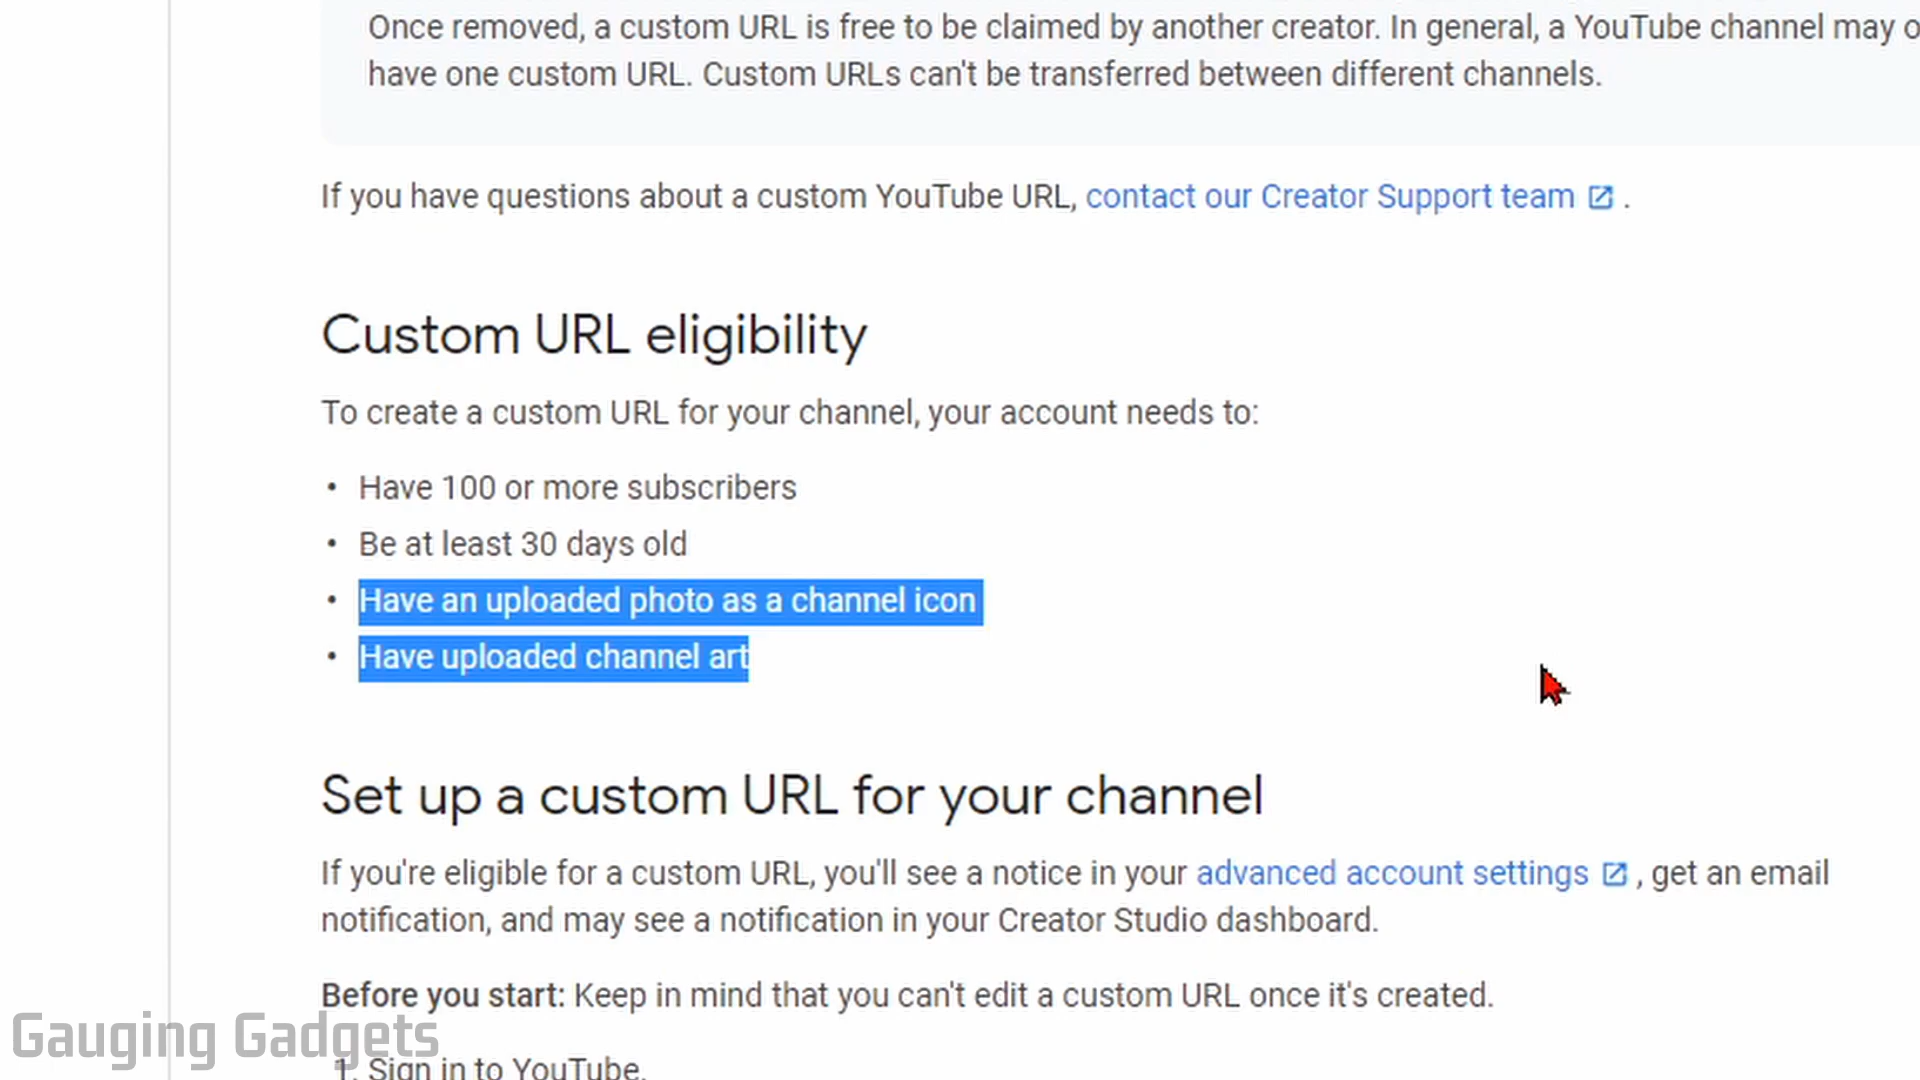 Once removed, a custom URL is free to be claimed by another creator. In general, a YouTube channel may
have one custom URL. Custom URLs can't be transferred between different channels.
If you have questions about a custom YouTube URL, contact our Creator Support team .
Custom URL eligibility
To create a custom URL for your channel, your account needs to:
• Have 100 or more subscribers
• Be at least 30 days old
• Have an uploaded photo as a channel icon
• Have uploaded channel art
Set up a custom URL for your channel
If you're eligible for a custom URL, you'll see a notice in your advanced account settings , get an email
notification, and may see a notification in your Creator Studio dashboard.
Before you start: Keep in mind that you can't edit a custom URL once it's created.
Gauging Gadgets
1. Sign in to YouTube.